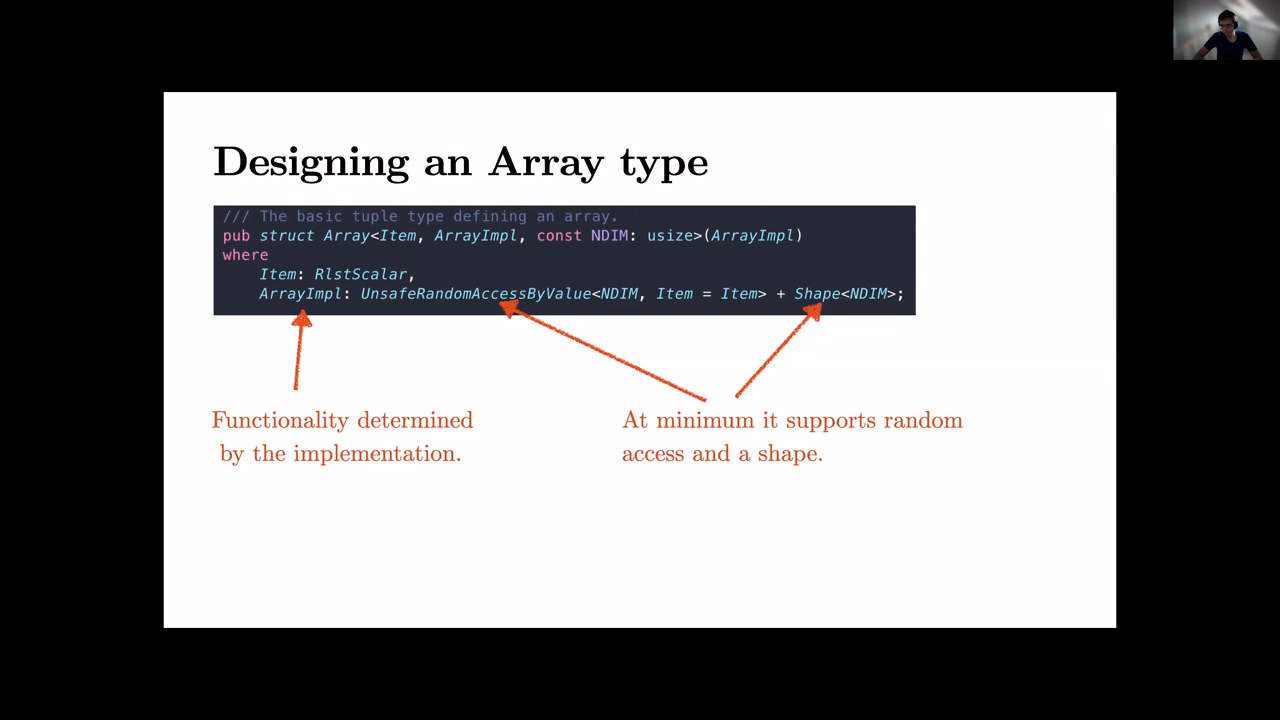 Designing an Array type
/// The basic tuple type defining an array.
pub struct Array<Item, ArrayImpl, const NDIM: usize>(ArrayImpl)
where
    Item: RlstScalar,
    ArrayImpl: UnsafeRandomAccessByValue<NDIM, Item = Item> + Shape<NDIM>;
Functionality determined
by the implementation.
At minimum it supports random
access and a shape.